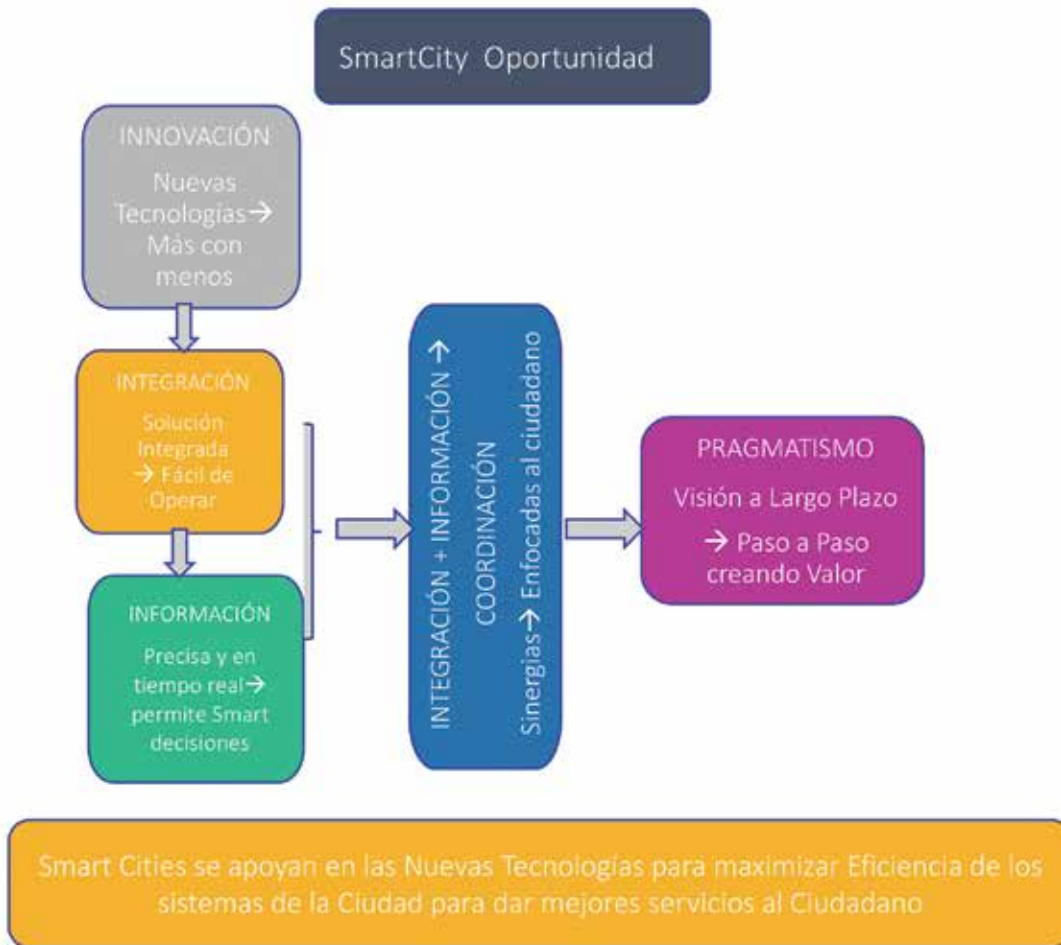 SmartCity Oportunidad
INNOVACIÓN
Nuevas
Tecnologías→
Más con
menos
INTEGRACIÓN
Solución
Integrada
→ Fácil de
Operar
INFORMACIÓN
Precisa y en
tiempo real→
permite Smart
decisiones
INTEGRACIÓN + INFORMACIÓN →
COORDINACIÓN
Sinergias→ Enfocadas al ciudadano
PRAGMATISMO
Visión a Largo Plazo
→ Paso a Paso
creando Valor
Smart Cities se apoyan en las Nuevas Tecnologías para maximizar Eficiencia de los
sistemas de la Ciudad para dar mejores servicios al Ciudadano